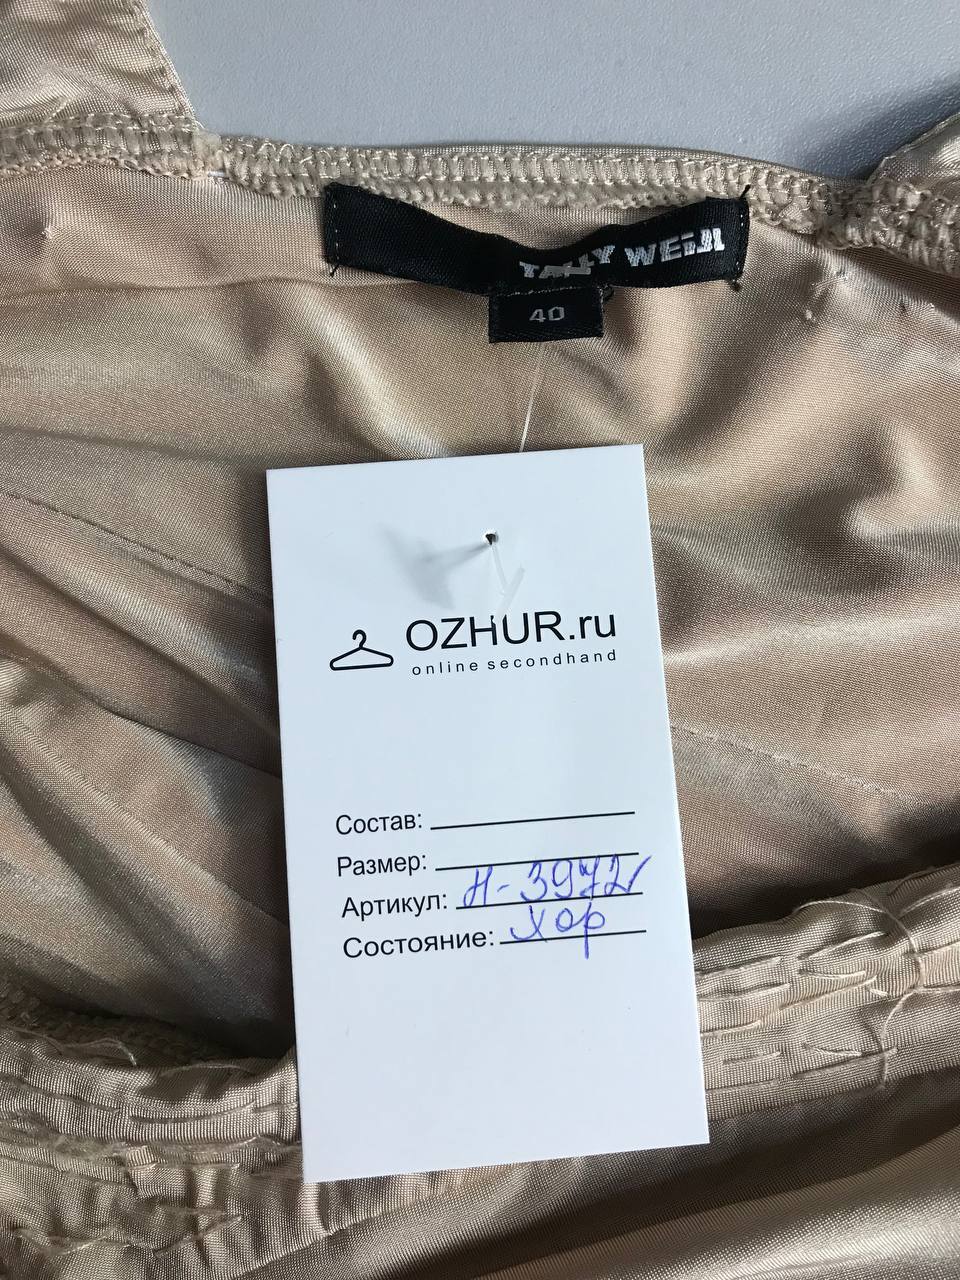 TALLY WEiJL
40
OZHUR.ru
online secondhand
Состав:
Размер:
Артикул: Н-3972
Состояние: хор